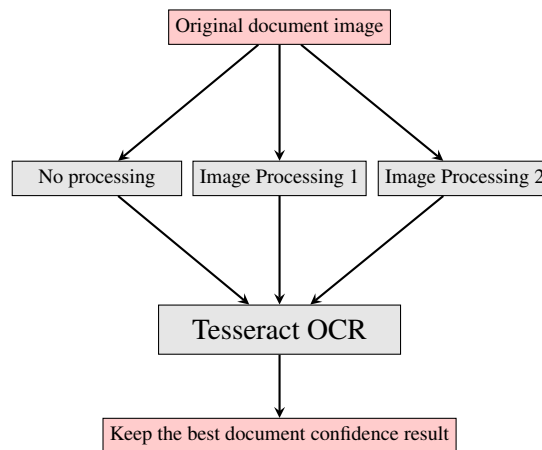 Original document image
No processing
Image Processing 1
Image Processing 2
Tesseract OCR
Keep the best document confidence result